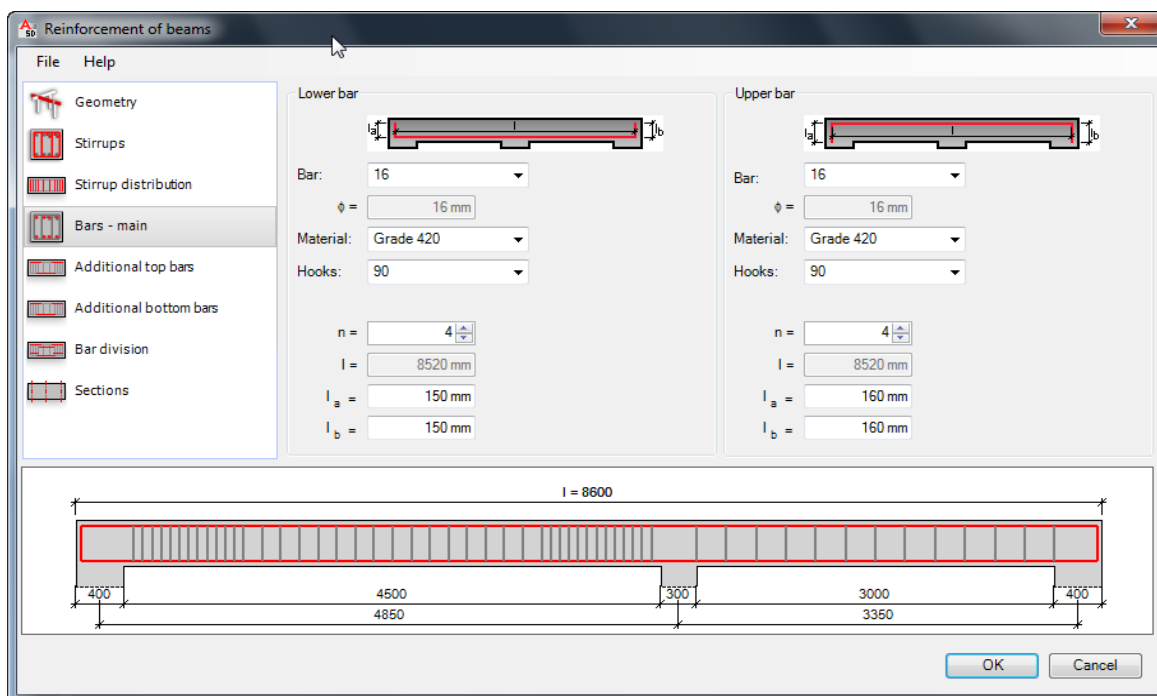 Reinforcement of beams
File Help
Geometry
Stirrups
Stirrup distribution
Bars - main
Additional top bars
Additional bottom bars
Bar division
Sections
Lower bar
la l lb
Bar: 16
ϕ = 16 mm
Material: Grade 420
Hooks: 90
n = 4
l = 8520 mm
l a = 150 mm
l b = 150 mm
Upper bar
la l lb
Bar: 16
ϕ = 16 mm
Material: Grade 420
Hooks: 90
n = 4
l = 8520 mm
l a = 160 mm
l b = 160 mm
l = 8600
400 4500 300 3000 400
4850 3350
OK Cancel